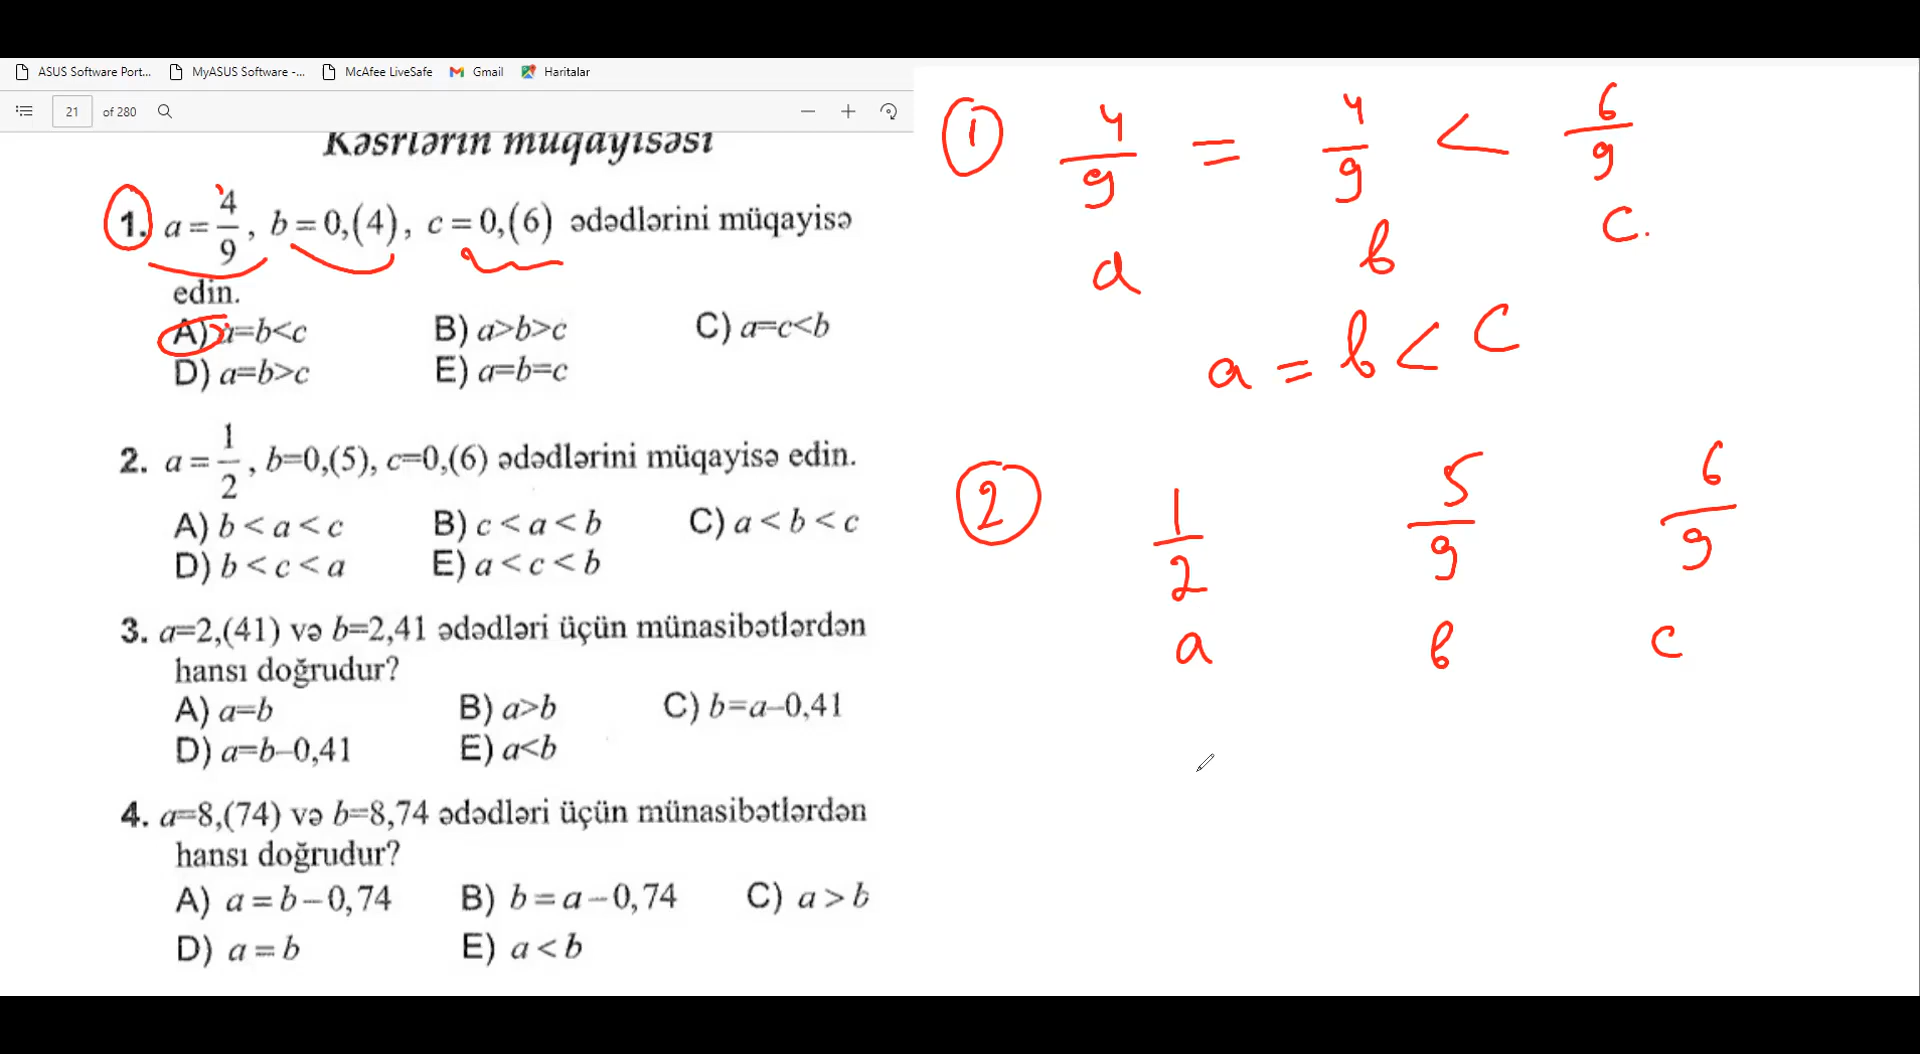 ASUS Software Port... MyASUS Software -... McAfee LiveSafe Gmail Haritalar
21 of 280
Kəsrlərin müqayisəsi
1. a = 4/9, b = 0,(4), c = 0,(6) ədədlərini müqayisə
edin.
A) a=b<c B) a>b>c C) a=c<b
D) a=b>c E) a=b=c
2. a = 1/2, b=0,(5), c=0,(6) ədədlərini müqayisə edin.
A) b < a < c B) c < a < b C) a < b < c
D) b < c < a E) a < c < b
3. a=2,(41) və b=2,41 ədədləri üçün münasibətlərdən
hansı doğrudur?
A) a=b B) a>b C) b=a–0,41
D) a=b–0,41 E) a<b
4. a=8,(74) və b=8,74 ədədləri üçün münasibətlərdən
hansı doğrudur?
A) a = b – 0,74 B) b = a – 0,74 C) a > b
D) a = b E) a < b
1 4/9 = 4/9 < 6/9
a b c.
a = b < c
2 1/2 5/9 6/9
a b c